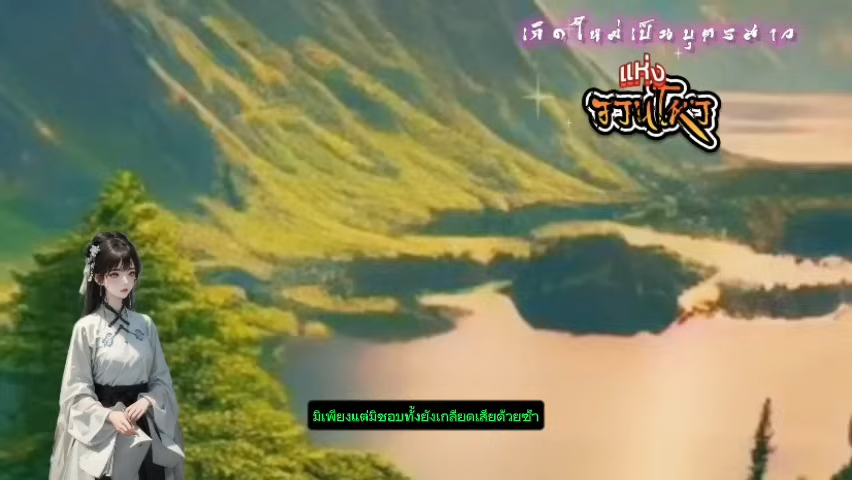 เกิดใหม่เป็นบุตรสาว
แห่ง
จวนโหว
มิเพียงแต่มิชอบทั้งยังเกลียดเสียด้วยซ้ำ